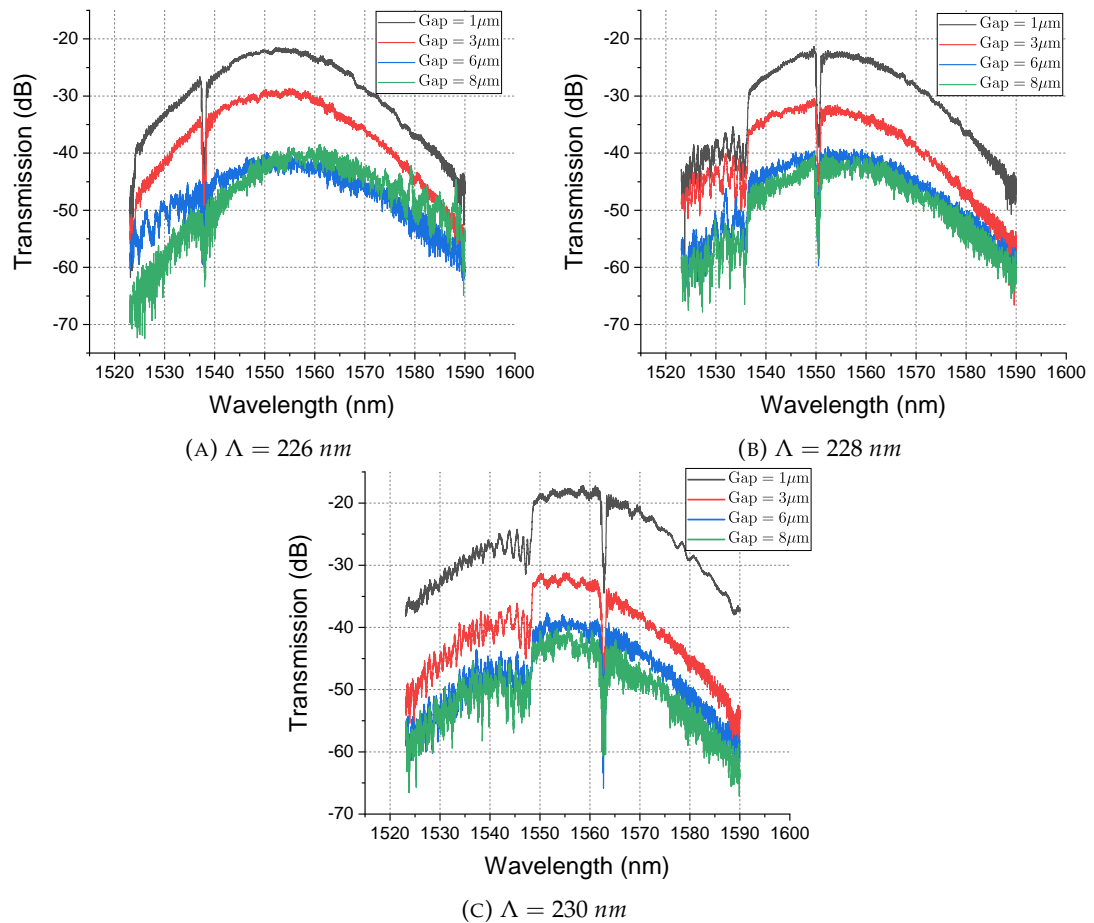 Gap = 1μm
Gap = 3μm
Gap = 6μm
Gap = 8μm
-20
-30
-40
-50
-60
-70
Transmission (dB)
1520 1530 1540 1550 1560 1570 1580 1590 1600
Wavelength (nm)
(A) Λ = 226 nm
Gap = 1μm
Gap = 3μm
Gap = 6μm
Gap = 8μm
-20
-30
-40
-50
-60
-70
Transmission (dB)
1520 1530 1540 1550 1560 1570 1580 1590 1600
Wavelength (nm)
(B) Λ = 228 nm
Gap = 1μm
Gap = 3μm
Gap = 6μm
Gap = 8μm
-20
-30
-40
-50
-60
-70
Transmission (dB)
1520 1530 1540 1550 1560 1570 1580 1590 1600
Wavelength (nm)
(C) Λ = 230 nm